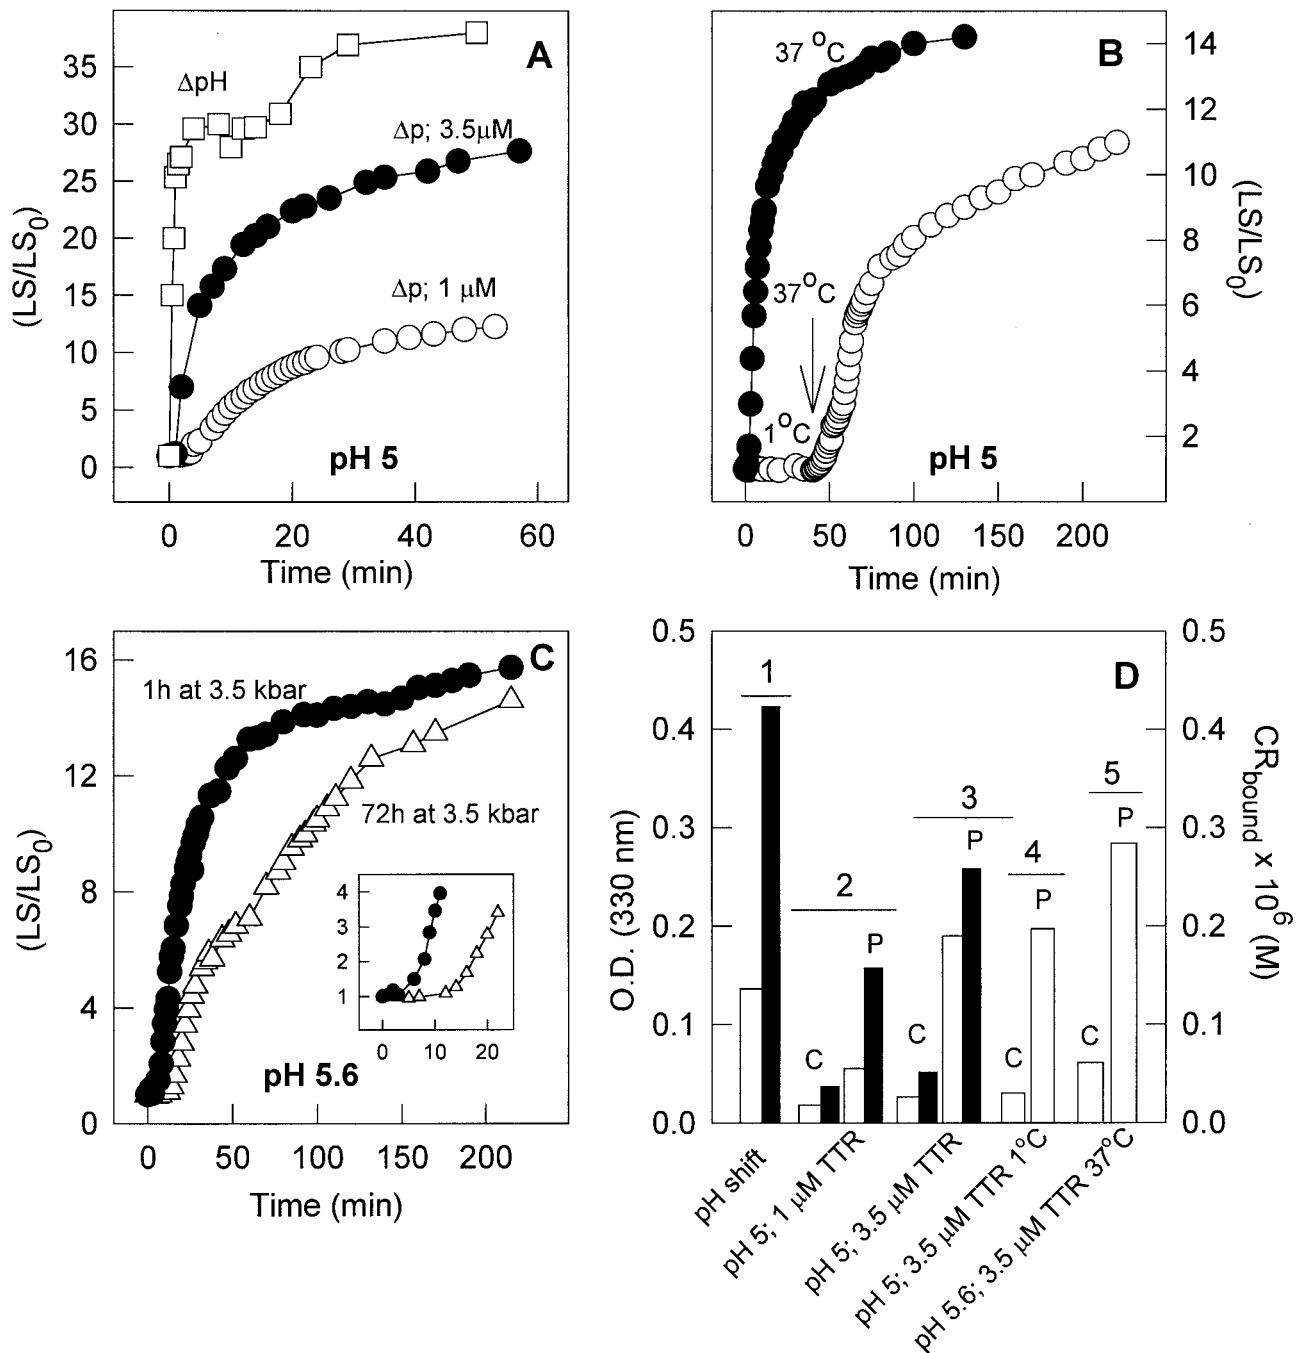 A
ΔpH
Δp; 3.5μM
Δp; 1 μM
pH 5
35
30
25
20
15
10
5
0
(LS/LS0)
0 20 40 60
Time (min)
B
37 °C
37°C
1°C
pH 5
14
12
10
8
6
4
2
(LS/LS0)
0 50 100 150 200
Time (min)
C
1h at 3.5 kbar
72h at 3.5 kbar
pH 5.6
16
12
8
4
0
(LS/LS0)
4
3
2
1
0 10 20
0 50 100 150 200
Time (min)
D
0.5
0.4
0.3
0.2
0.1
0.0
O.D. (330 nm)
1
2
3
4
5
C P
C P
C P
C P
0.5
0.4
0.3
0.2
0.1
0.0
CRbound x 10⁶ (M)
pH shift
pH 5; 1 μM TTR
pH 5; 3.5 μM TTR
pH 5; 3.5 μM TTR 1°C
pH 5.6; 3.5 μM TTR 37°C